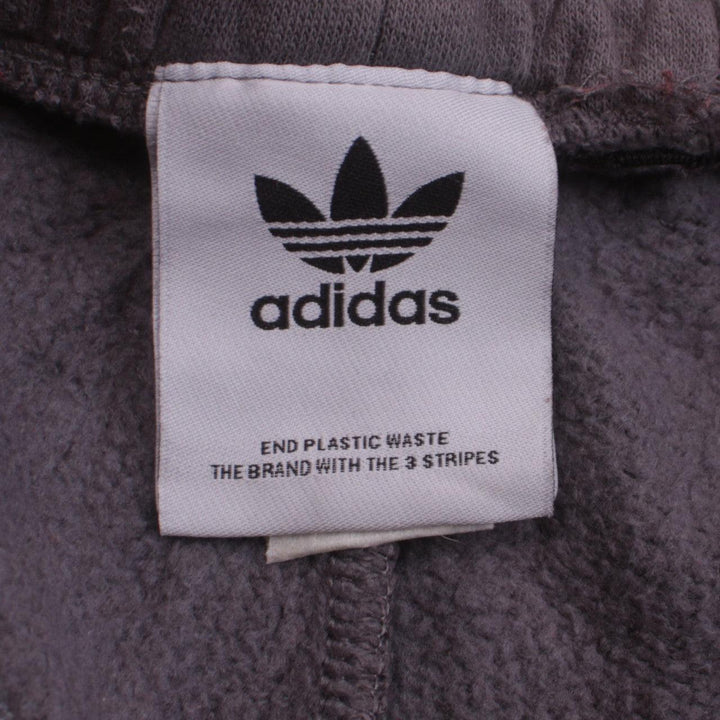 adidas
END PLASTIC WASTE
THE BRAND WITH THE 3 STRIPES